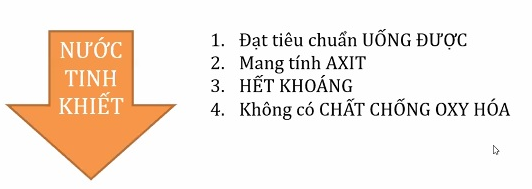 NƯỚC
TINH
KHIẾT
1. Đạt tiêu chuẩn UỐNG ĐƯỢC
2. Mang tính AXIT
3. HẾT KHOÁNG
4. Không có CHẤT CHỐNG OXY HÓA